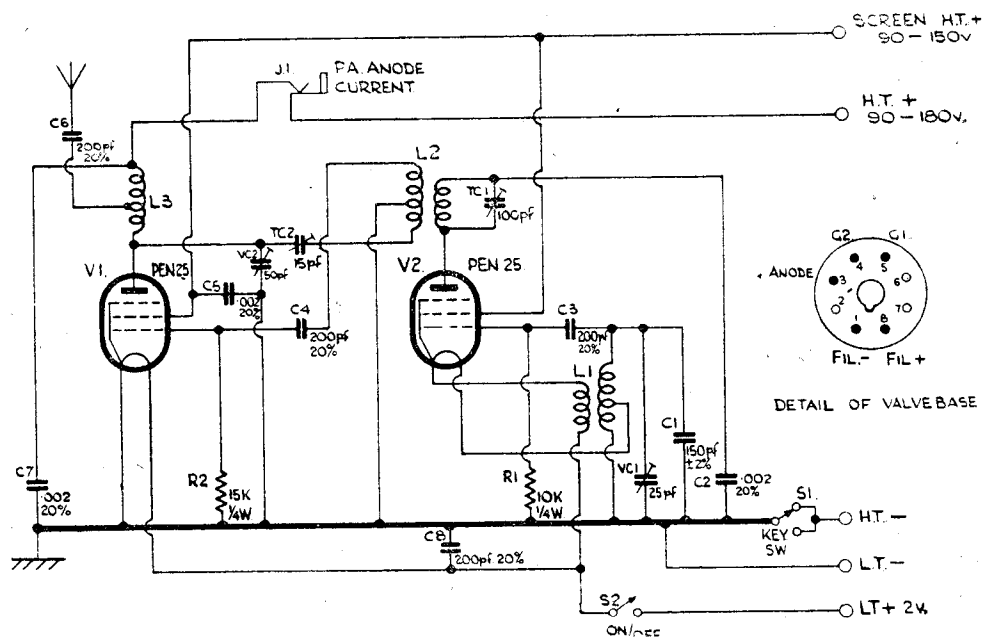 SCREEN H.T.+
90-150V
J.1.
P.A. ANODE
CURRENT
H.T.+
90-180V.
C6
200pf
20%
L3
L2
TC1
100pf
TC2
15pf
VC2
50pf
V1.
PEN25
C5
.002
20%
C4
200pf
20%
V2.
PEN 25
C3
200pf
20%
L1
G2.
G1.
ANODE
4
5
3
6
2
7
1
8
FIL.-
FIL+
DETAIL OF VALVE BASE
C1
150pf
±2%
VC1
25pf
C2
.002
20%
C7
.002
20%
R2
15K
¼W
R1
10K
¼W
C8
200pf 20%
S1.
KEY
SW
H.T.-
L.T.-
S2
ON/OFF
LT+ 2V.